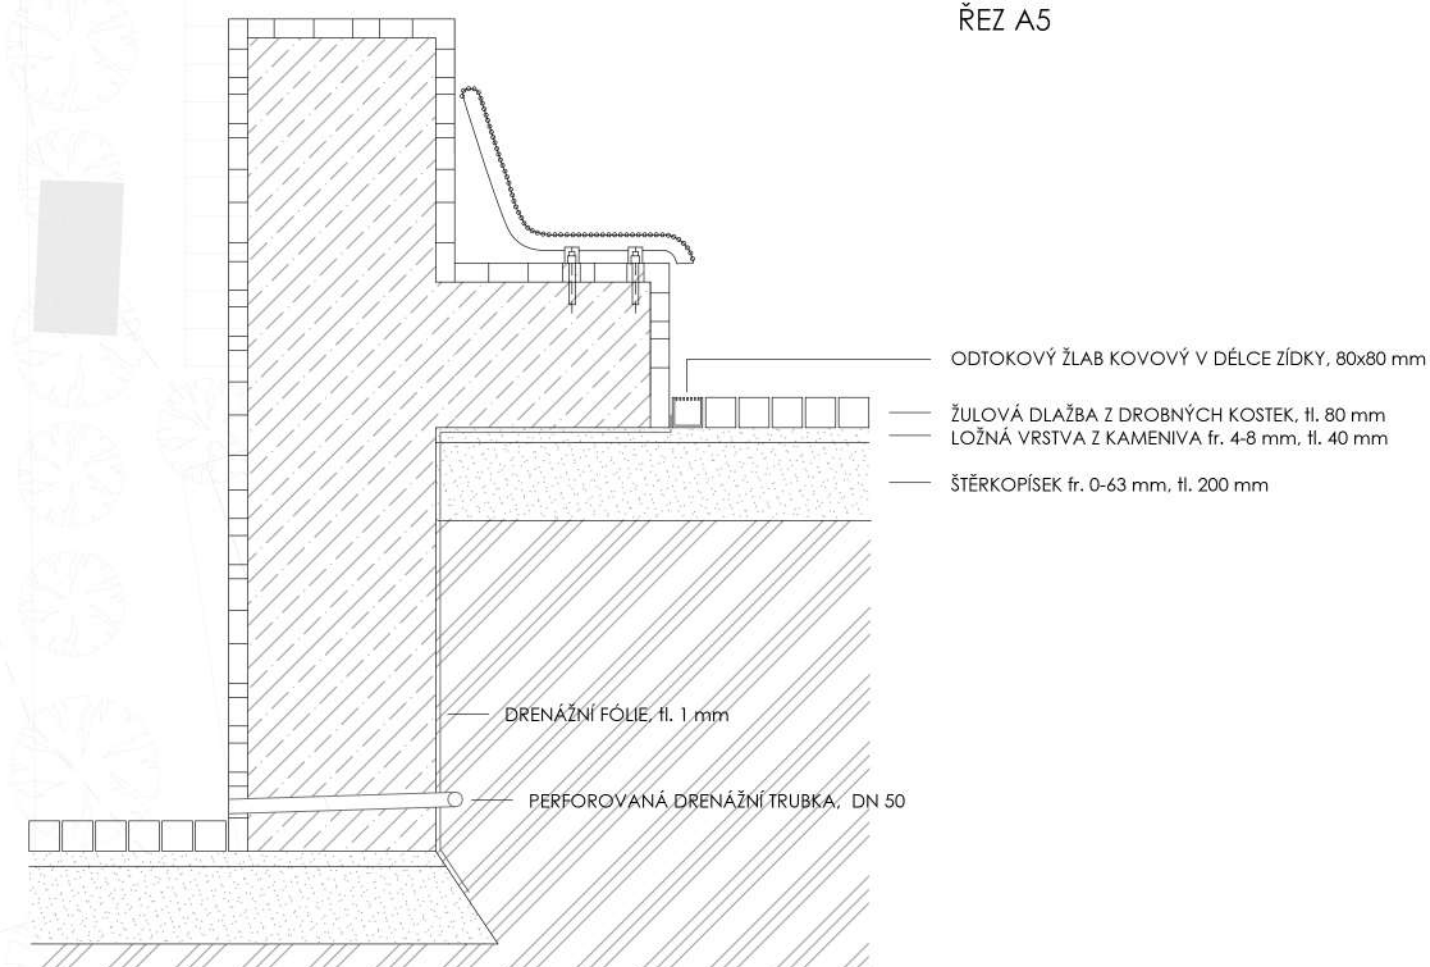 ŘEZ A5
ODTOKOVÝ ŽLAB KOVOVÝ V DÉLCE ZÍDKY, 80x80 mm
ŽULOVÁ DLAŽBA Z DROBNÝCH KOSTEK, tl. 80 mm
LOŽNÁ VRSTVA Z KAMENIVA fr. 4-8 mm, tl. 40 mm
ŠTĚRKOPÍSEK fr. 0-63 mm, tl. 200 mm
DRENÁŽNÍ FÓLIE, tl. 1 mm
PERFOROVANÁ DRENÁŽNÍ TRUBKA, DN 50